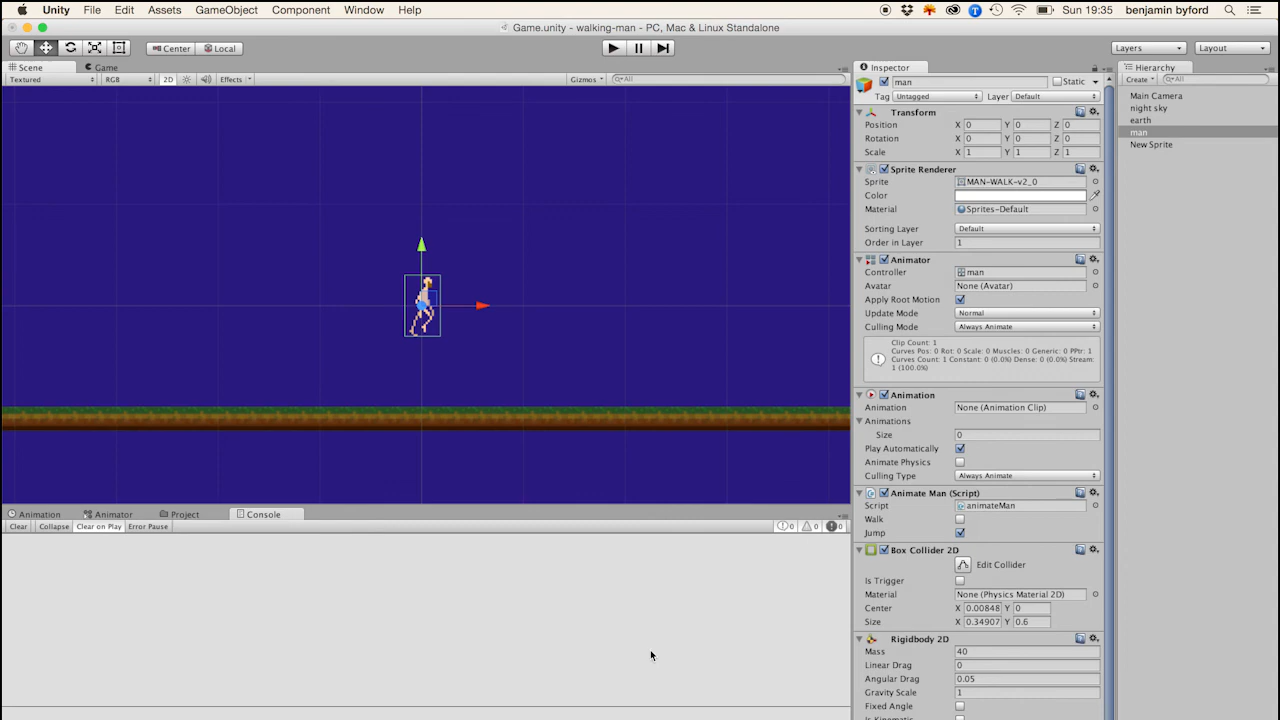 Unity File Edit Assets GameObject Component Window Help Sun 19:35 benjamin byford
Game.unity - walking-man - PC, Mac & Linux Standalone
Center Local Layers Layout
Scene Game Inspector Hierarchy
Textured RGB 2D Effects Gizmos All
man Static Create All
Tag Untagged Layer Default
Main Camera
night sky
earth
man
New Sprite
Transform
Position X 0 Y 0 Z 0
Rotation X 0 Y 0 Z 0
Scale X 1 Y 1 Z 1
Sprite Renderer
Sprite MAN-WALK-v2_0
Color
Material Sprites-Default
Sorting Layer Default
Order in Layer 1
Animator
Controller man
Avatar None (Avatar)
Apply Root Motion
Update Mode Normal
Culling Mode Always Animate
Clip Count: 1
Curves Pos: 0 Rot: 0 Scale: 0 Muscles: 0 Generic: 0 PPtr: 1
Curves Count: 1 Constant: 0 (0.0%) Dense: 0 (0.0%) Stream:
1 (100.0%)
Animation
Animation None (Animation Clip)
Animations
Size 0
Play Automatically
Animate Physics
Culling Type Always Animate
Animate Man (Script)
Script animateMan
Walk
Jump
Box Collider 2D
Edit Collider
Is Trigger
Material None (Physics Material 2D)
Center X 0.00848 Y 0
Size X 0.34907 Y 0.6
Rigidbody 2D
Mass 40
Linear Drag 0
Angular Drag 0.05
Gravity Scale 1
Fixed Angle
Is Kinematic
Animation Animator Project Console
Clear Collapse Clear on Play Error Pause 0 0 0